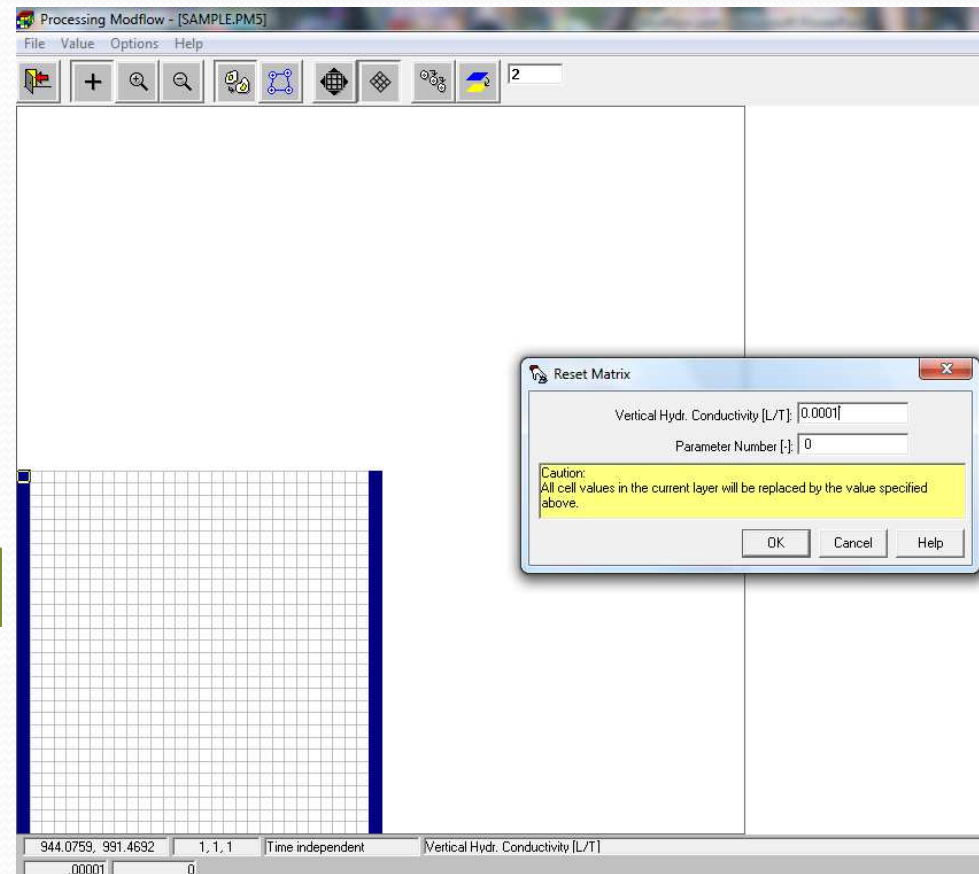 Processing Modflow - [SAMPLE.PM5]
File Value Options Help
2
Reset Matrix
Vertical Hydr. Conductivity [L/T]: 0.0001
Parameter Number [-]: 0
Caution:
All cell values in the current layer will be replaced by the value specified
above.
OK Cancel Help
944.0759, 991.4692 1, 1, 1 Time independent Vertical Hydr. Conductivity [L/T]
.00001 0